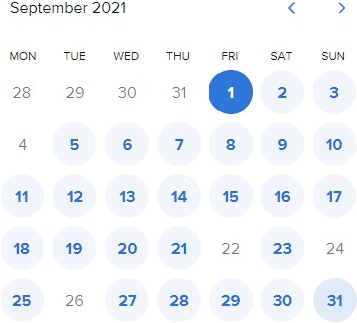 September 2021
MON TUE WED THU FRI SAT SUN
28 29 30 31 1 2 3
4 5 6 7 8 9 10
11 12 13 14 15 16 17
18 19 20 21 22 23 24
25 26 27 28 29 30 31